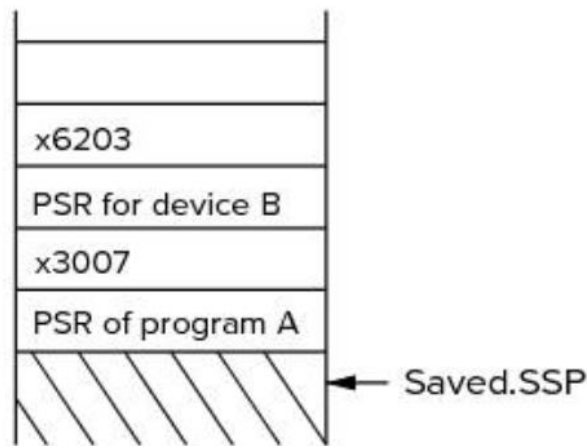 x6203
PSR for device B
x3007
PSR of program A
Saved.SSP